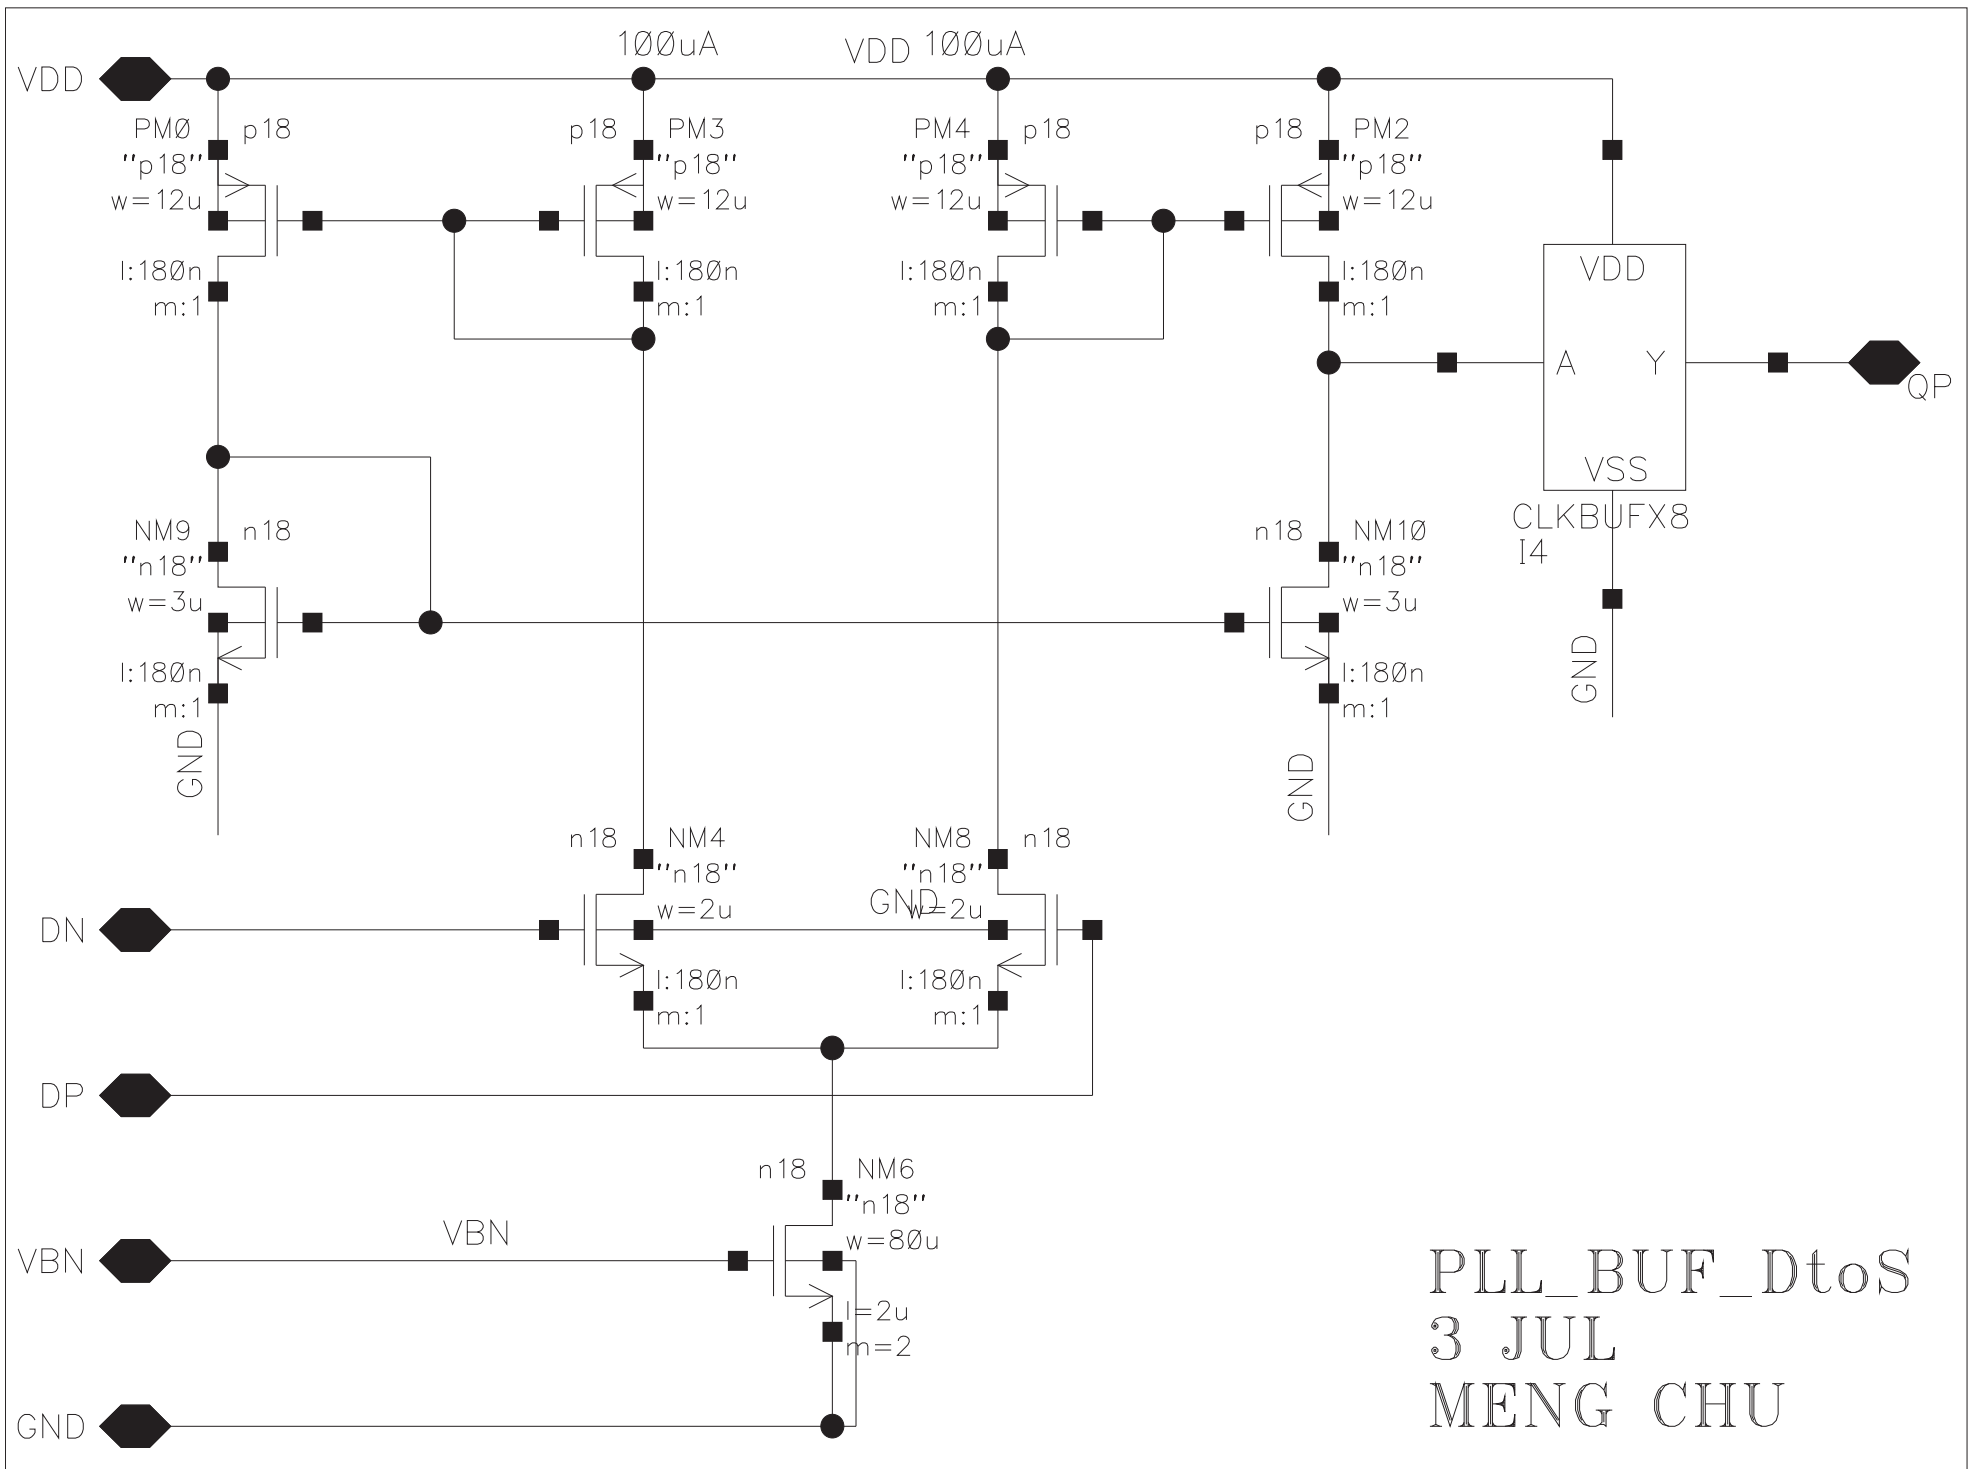 100uA VDD 100uA
VDD
PM0 p18 p18 PM3 PM4 p18 p18 PM2
"p18" "p18" "p18" "p18"
w=12u w=12u w=12u w=12u
l:180n l:180n l:180n l:180n
m:1 m:1 m:1 m:1
VDD
A Y
QP
VSS
CLKBUFX8
I4
NM9 n18 n18 NM10
"n18" "n18"
w=3u w=3u
l:180n l:180n
m:1 m:1
GND GND GND
n18 NM4 NM8 n18
"n18" "n18"
w=2u GND w=2u
DN
l:180n l:180n
m:1 m:1
DP
n18 NM6
"n18"
VBN VBN w=80u
l=2u
m=2
GND
PLL_BUF_DtoS
3 JUL
MENG CHU